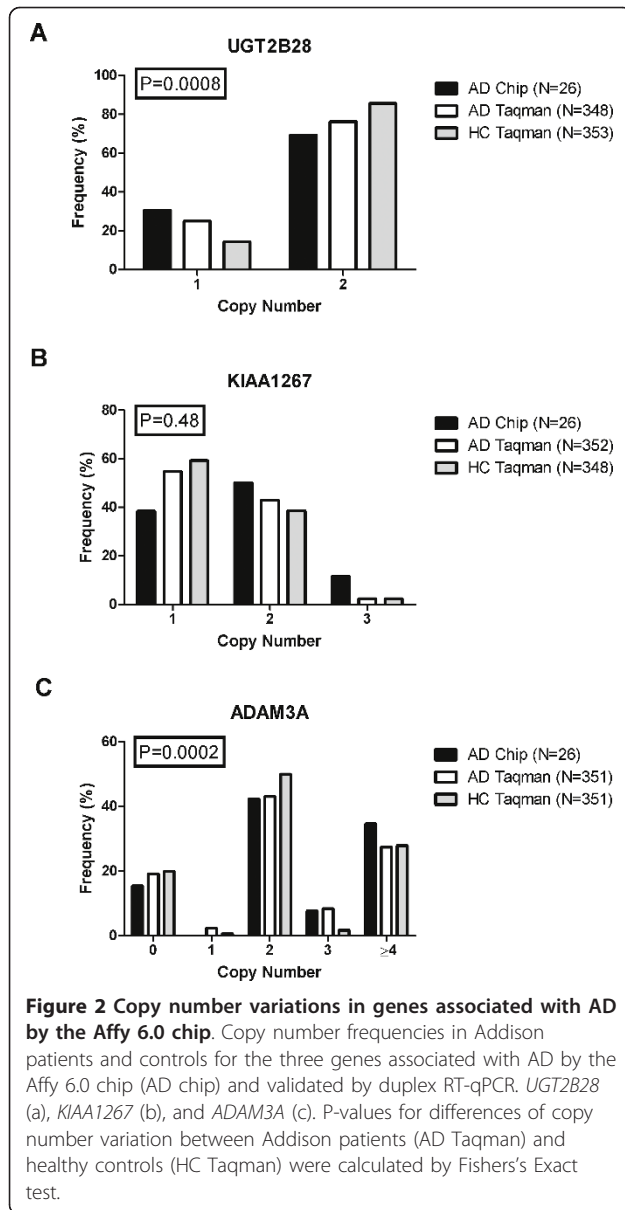 A
UGT2B28
P=0.0008
AD Chip (N=26)
AD Taqman (N=348)
HC Taqman (N=353)
Frequency (%)
100
80
60
40
20
0
1 2
Copy Number
B
KIAA1267
P=0.48
AD Chip (N=26)
AD Taqman (N=352)
HC Taqman (N=348)
Frequency (%)
80
60
40
20
0
1 2 3
Copy Number
C
ADAM3A
P=0.0002
AD Chip (N=26)
AD Taqman (N=351)
HC Taqman (N=351)
Frequency (%)
60
40
20
0
0 1 2 3 ≥4
Copy Number
Figure 2 Copy number variations in genes associated with AD
by the Affy 6.0 chip. Copy number frequencies in Addison
patients and controls for the three genes associated with AD by the
Affy 6.0 chip (AD chip) and validated by duplex RT-qPCR. UGT2B28
(a), KIAA1267 (b), and ADAM3A (c). P-values for differences of copy
number variation between Addison patients (AD Taqman) and
healthy controls (HC Taqman) were calculated by Fishers's Exact
test.